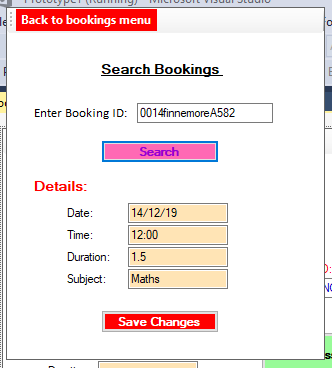 Prototype1 (Running) - Microsoft Visual Studio
Back to bookings menu
Search Bookings
Enter Booking ID: 0014finnemoreA582
Search
Details:
Date: 14/12/19
Time: 12:00
Duration: 1.5
Subject: Maths
Save Changes